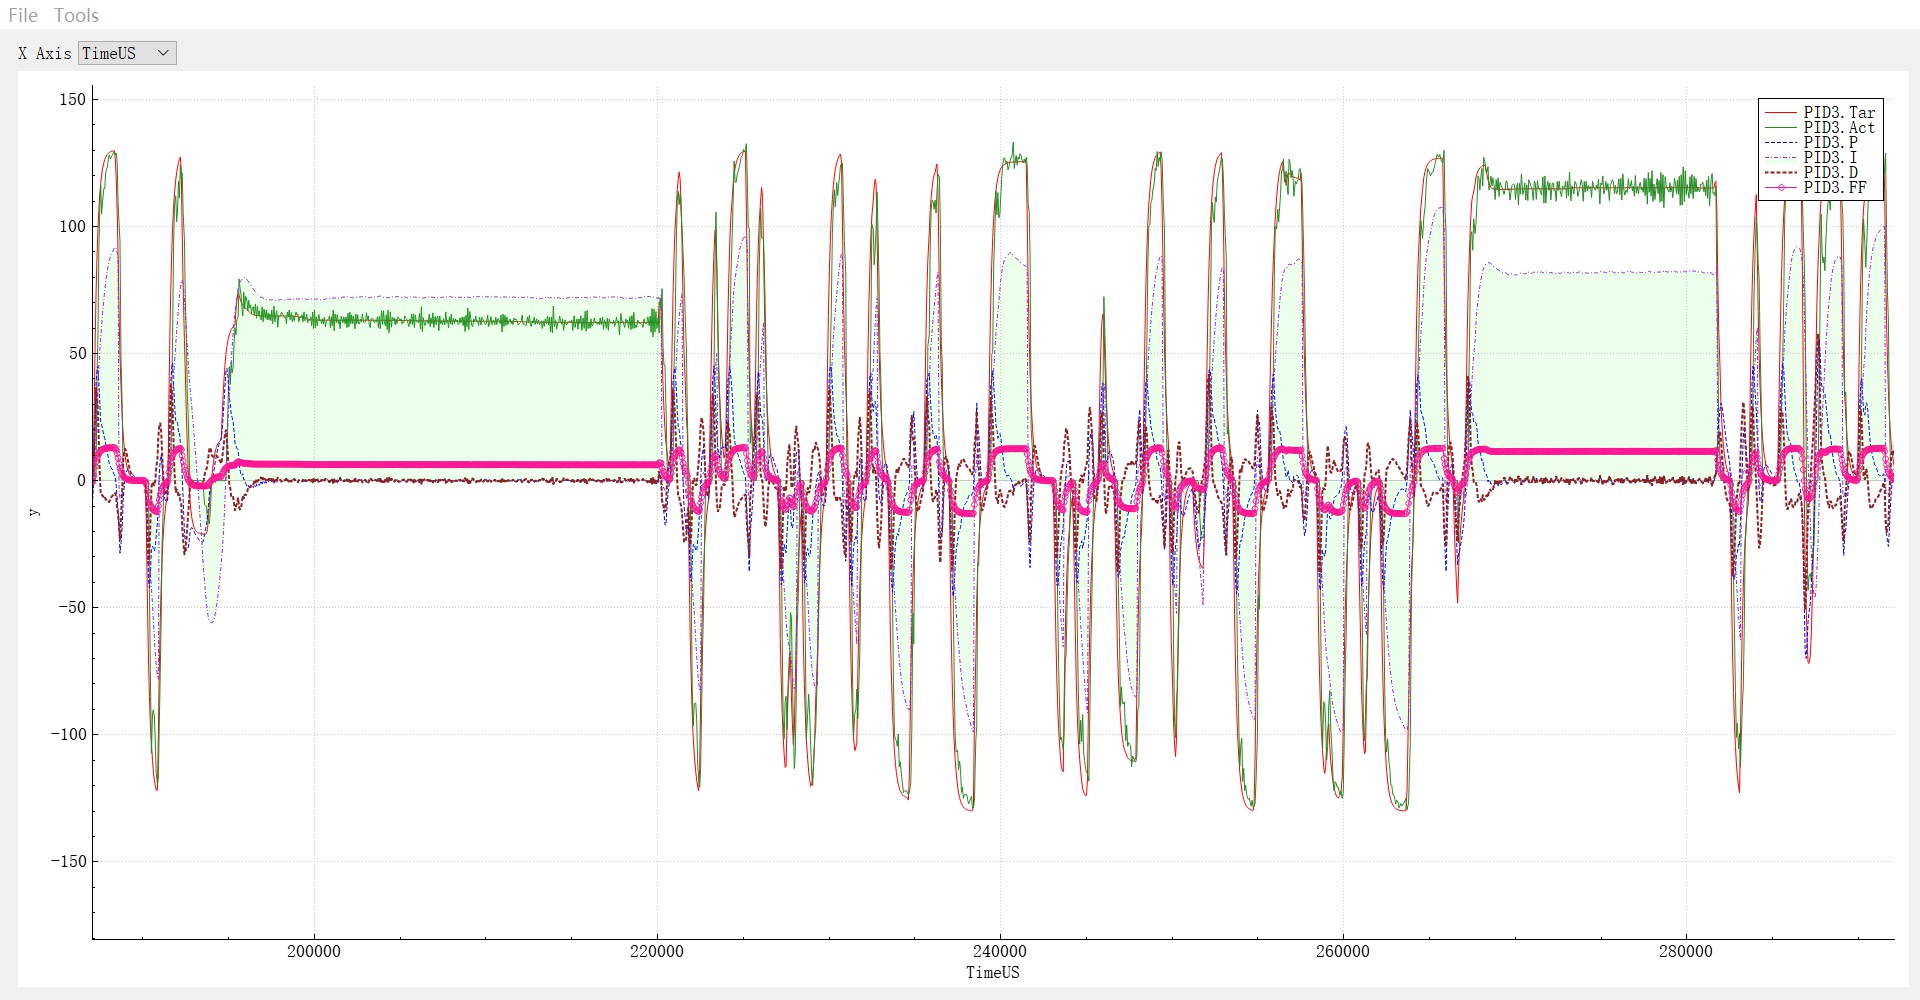 File Tools
X Axis TimeUS
150
100
50
0
−50
−100
−150
y
200000 220000 240000 260000 280000
TimeUS
PID3.Tar
PID3.Act
PID3.P
PID3.I
PID3.D
PID3.FF